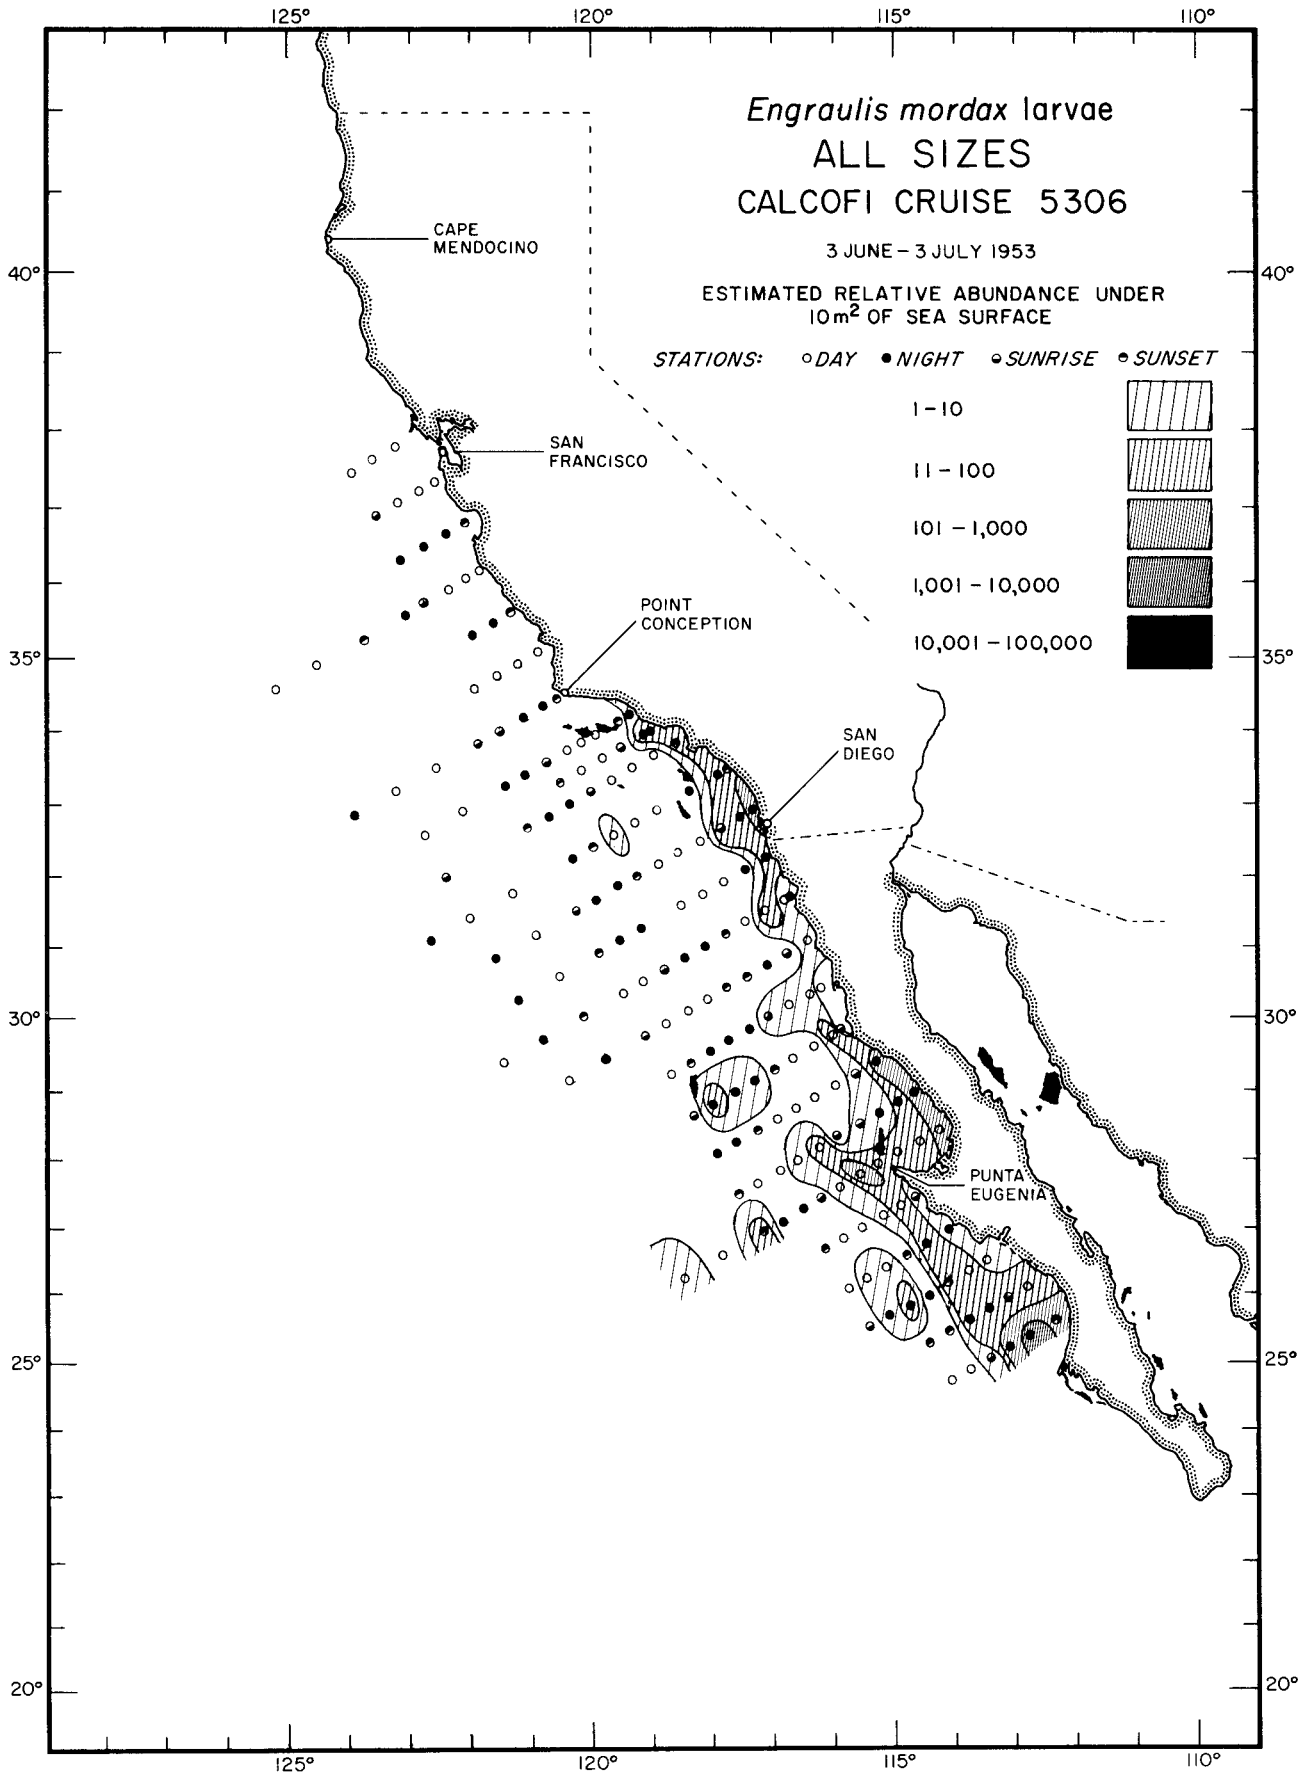 125° 120° 115° 110°
Engraulis mordax larvae
ALL SIZES
CALCOFI CRUISE 5306
3 JUNE – 3 JULY 1953
ESTIMATED RELATIVE ABUNDANCE UNDER
10m² OF SEA SURFACE
STATIONS: DAY NIGHT SUNRISE SUNSET
1–10
11–100
101–1,000
1,001–10,000
10,001–100,000
CAPE
MENDOCINO
40° 40°
SAN
FRANCISCO
POINT
CONCEPTION
35° 35°
SAN
DIEGO
30° 30°
PUNTA
EUGENIA
25° 25°
20° 20°
125° 120° 115° 110°